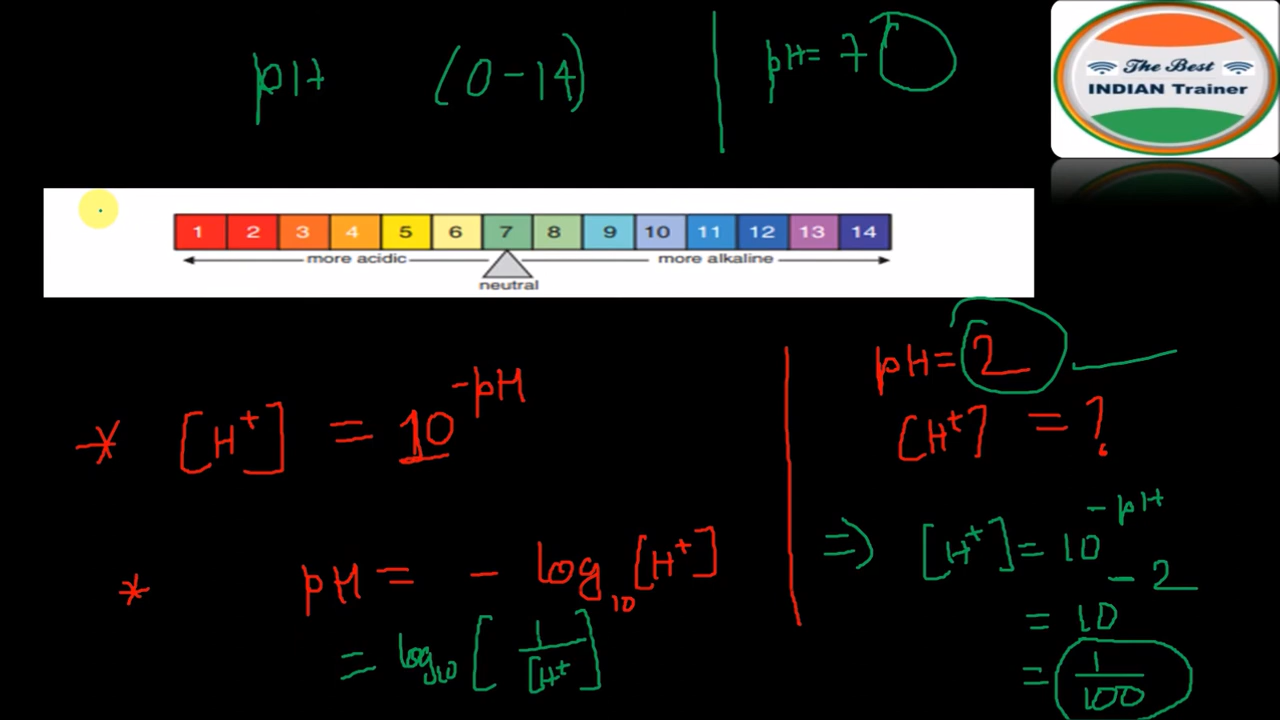 pH (0-14)
pH= 7
The Best
INDIAN Trainer
1 2 3 4 5 6 7 8 9 10 11 12 13 14
more acidic more alkaline
neutral
* [H⁺] = 10^-pH
* pH = - log₁₀ [H⁺]
= log₁₀ [1/[H⁺]
pH= 2
[H⁺] = ?
⇒ [H⁺] = 10^-pH
= 10^-2
= 1/100